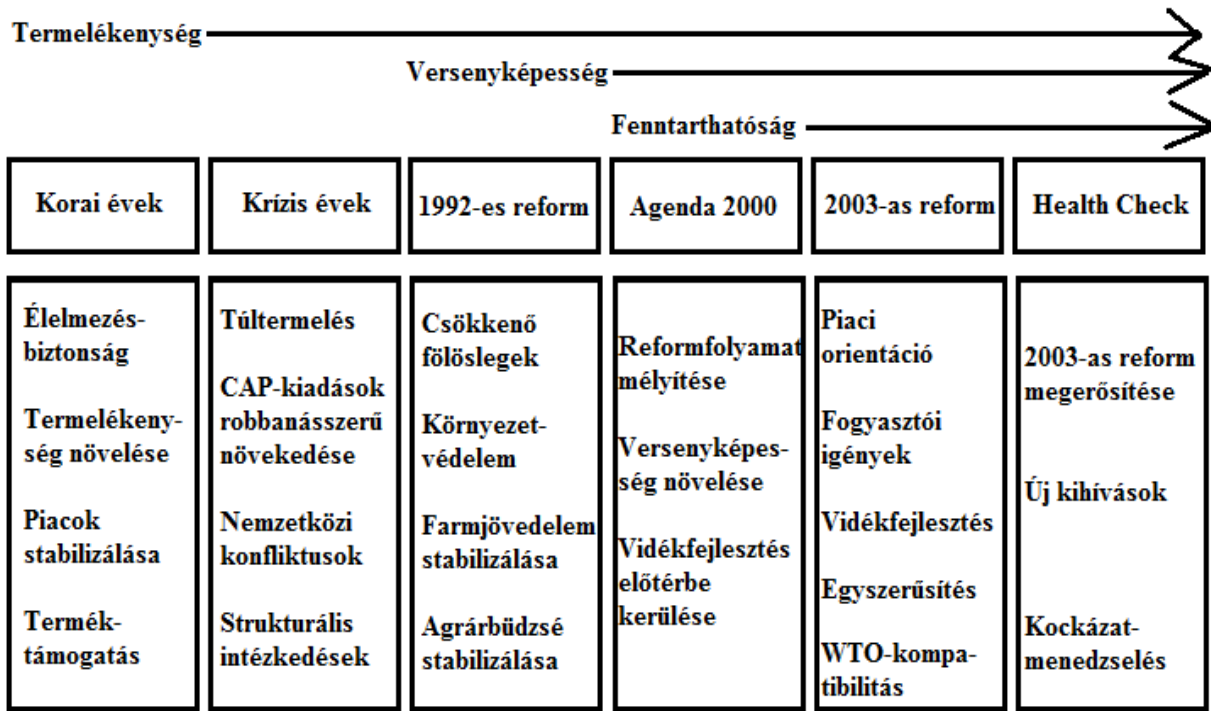 Termelékenység
Versenyképesség
Fenntarthatóság
Korai évek
Krízis évek
1992-es reform
Agenda 2000
2003-as reform
Health Check
Élelmezés-
biztonság
Termelékeny-
ség növelése
Piacok
stabilizálása
Termék-
támogatás
Túltermelés
CAP-kiadások
robbanásszerű
növekedése
Nemzetközi
konfliktusok
Strukturális
intézkedések
Csökkenő
fölöslegek
Környezet-
védelem
Farmjövedelem
stabilizálása
Agrárbüdzsé
stabilizálása
Reformfolyamat
mélyítése
Versenyképes-
ség növelése
Vidékfejlesztés
előtérbe
kerülése
Piaci
orientáció
Fogyasztói
igények
Vidékfejlesztés
Egyszerűsítés
WTO-kompa-
tibilitás
2003-as reform
megerősítése
Új kihívások
Kockázat-
menedzselés